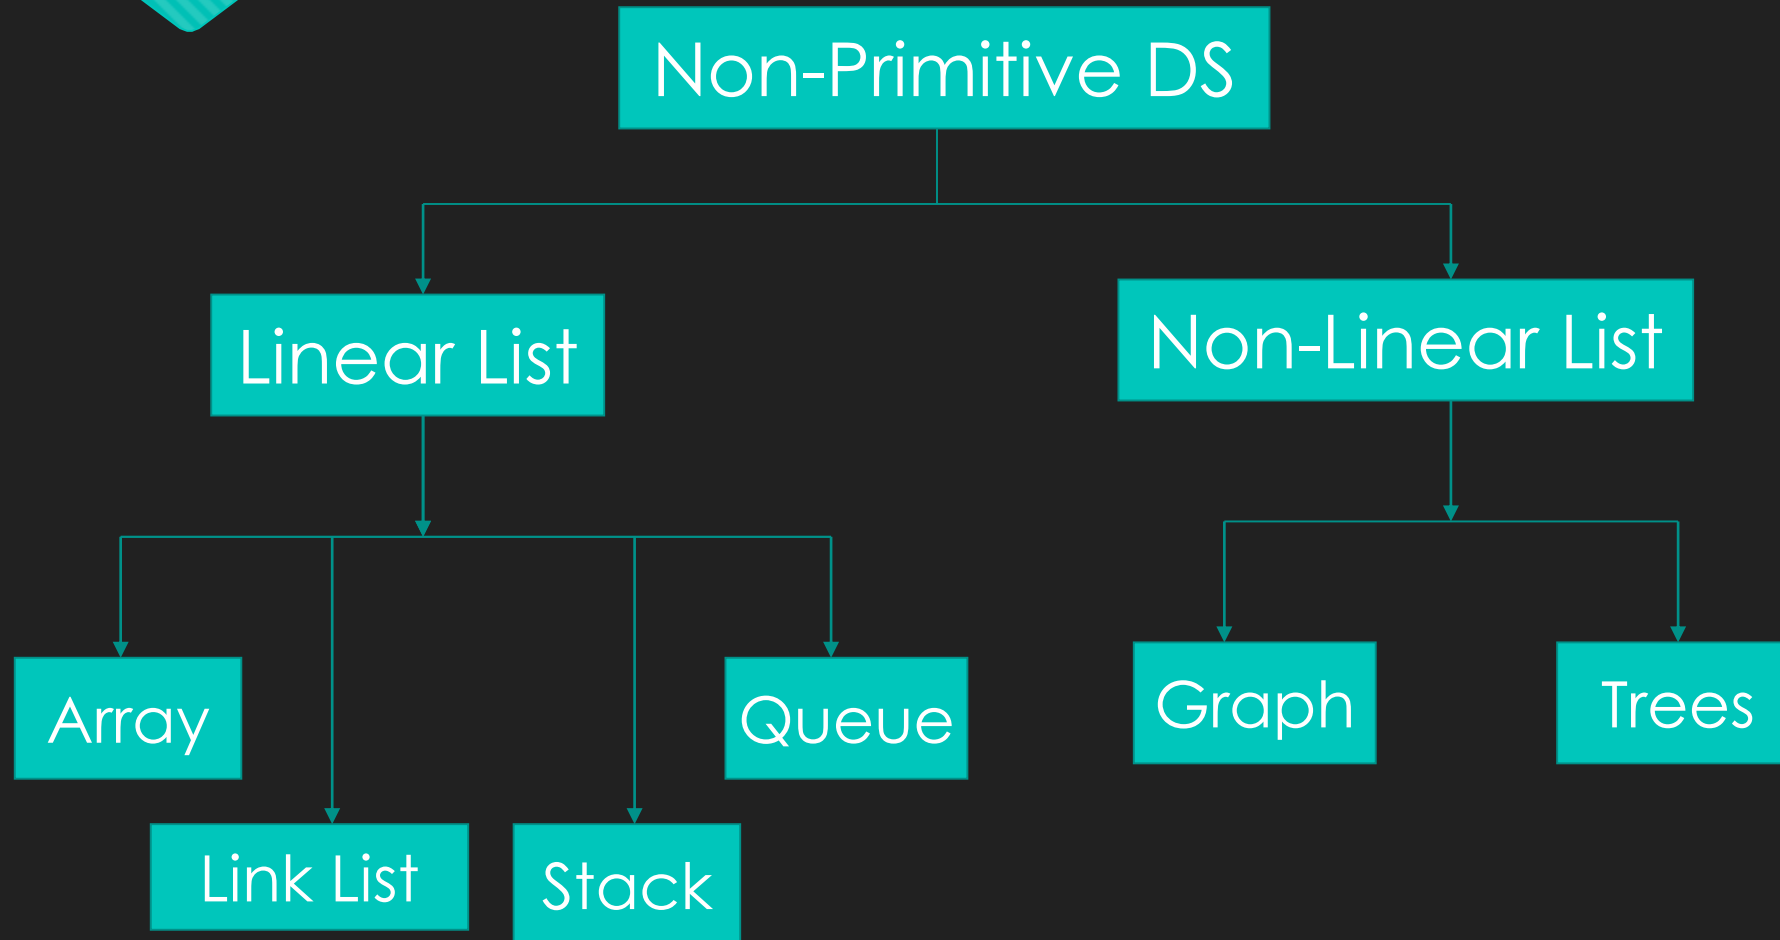 Non-Primitive DS
Linear List
Non-Linear List
Array
Queue
Graph
Trees
Link List
Stack